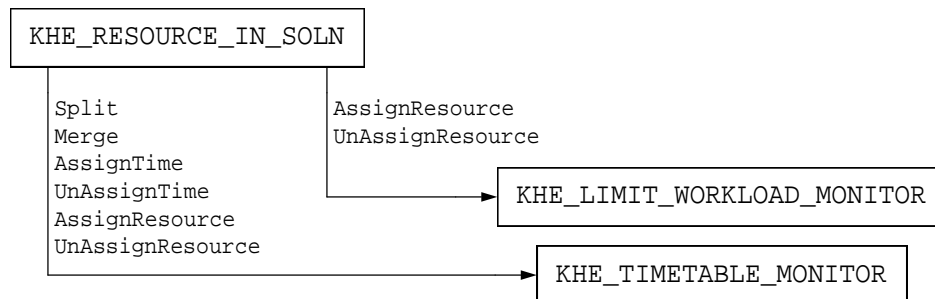 KHE_RESOURCE_IN_SOLN
Split
Merge
AssignTime
UnAssignTime
AssignResource
UnAssignResource
AssignResource
UnAssignResource
KHE_LIMIT_WORKLOAD_MONITOR
KHE_TIMETABLE_MONITOR